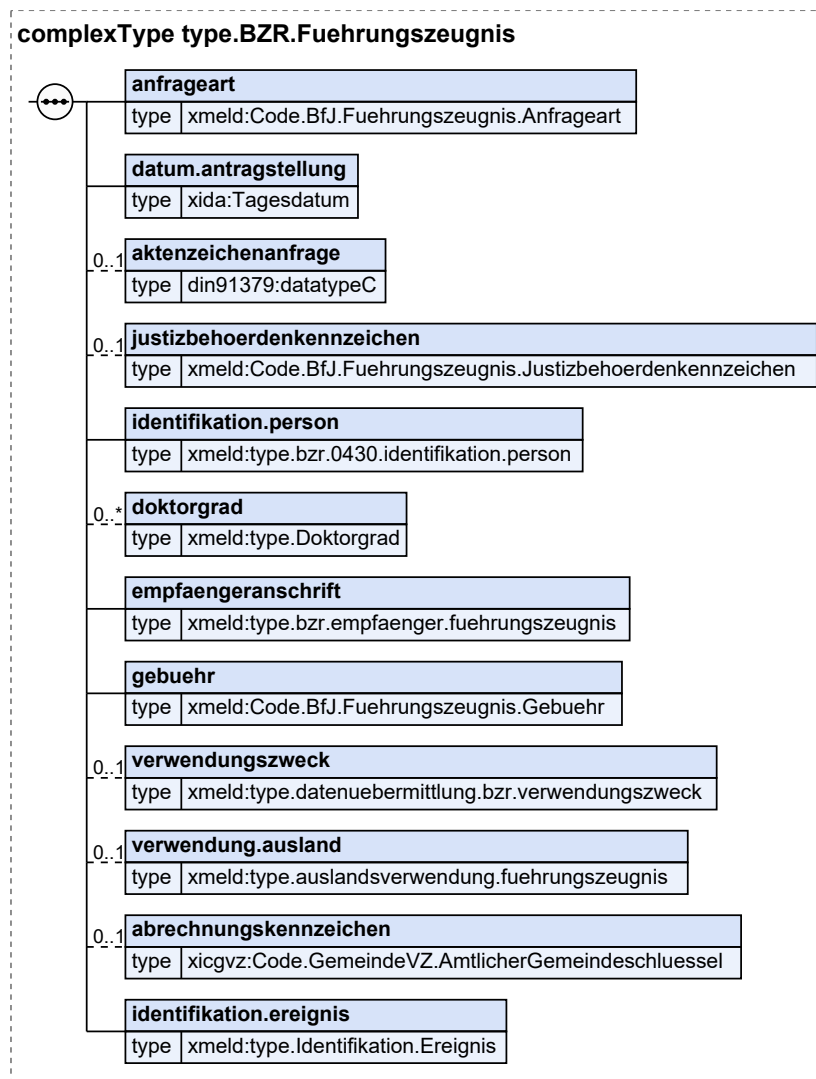 complexType type.BZR.Fuehrungszeugnis
anfrageart
type xmeld:Code.BfJ.Fuehrungszeugnis.Anfrageart
datum.antragstellung
type xida:Tagesdatum
0..1 aktenzeichenanfrage
type din91379:datatypeC
0..1 justizbehoerdenkennzeichen
type xmeld:Code.BfJ.Fuehrungszeugnis.Justizbehoerdenkennzeichen
identifikation.person
type xmeld:type.bzr.0430.identifikation.person
0..* doktorgrad
type xmeld:type.Doktorgrad
empfaengeranschrift
type xmeld:type.bzr.empfaenger.fuehrungszeugnis
gebuehr
type xmeld:Code.BfJ.Fuehrungszeugnis.Gebuehr
0..1 verwendungszweck
type xmeld:type.datenuebermittlung.bzr.verwendungszweck
0..1 verwendung.ausland
type xmeld:type.auslandsverwendung.fuehrungszeugnis
0..1 abrechnungskennzeichen
type xicgvz:Code.GemeindeVZ.AmtlicherGemeindeschluessel
identifikation.ereignis
type xmeld:type.Identifikation.Ereignis